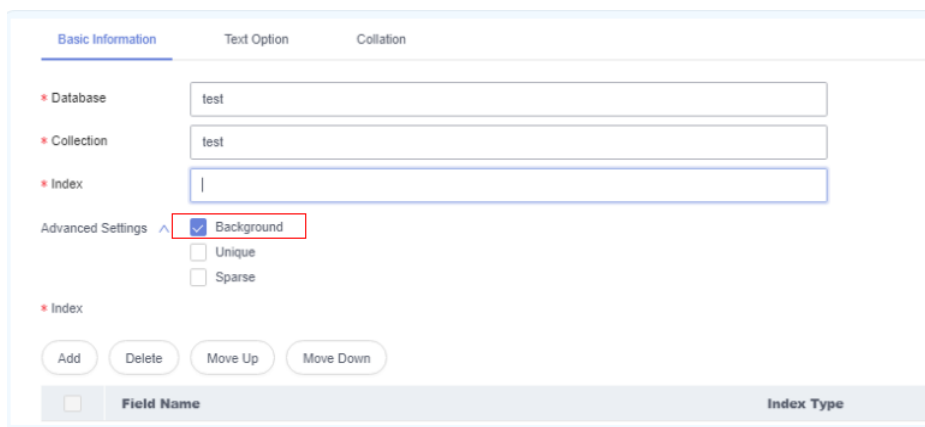 Basic Information Text Option Collation
* Database test
* Collection test
* Index
Advanced Settings Background
Unique
Sparse
* Index
Add Delete Move Up Move Down
Field Name Index Type